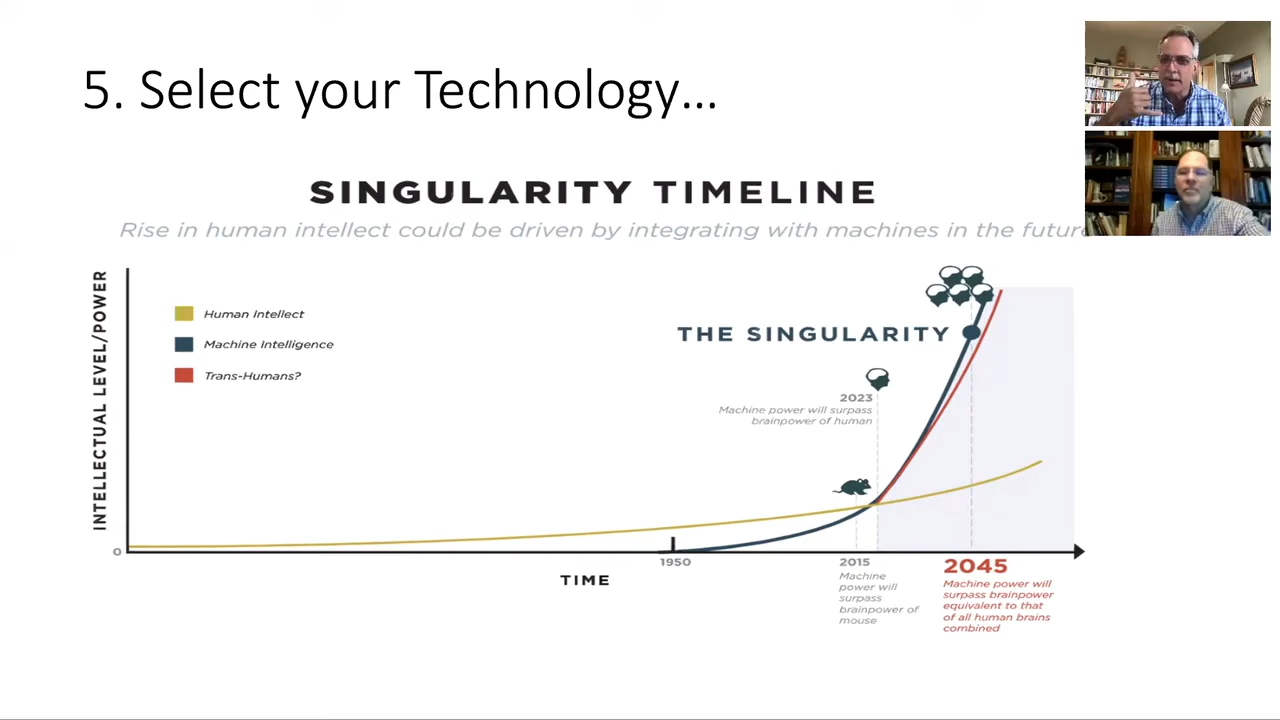 5. Select your Technology...
SINGULARITY TIMELINE
Rise in human intellect could be driven by integrating with machines in the future
INTELLECTUAL LEVEL/POWER
Human Intellect
Machine Intelligence
Trans-Humans?
THE SINGULARITY
2023
Machine power will surpass
brainpower of human
0
1950
TIME
2015
Machine
power will
surpass
brainpower of
mouse
2045
Machine power will
surpass brainpower
equivalent to that
of all human brains
combined